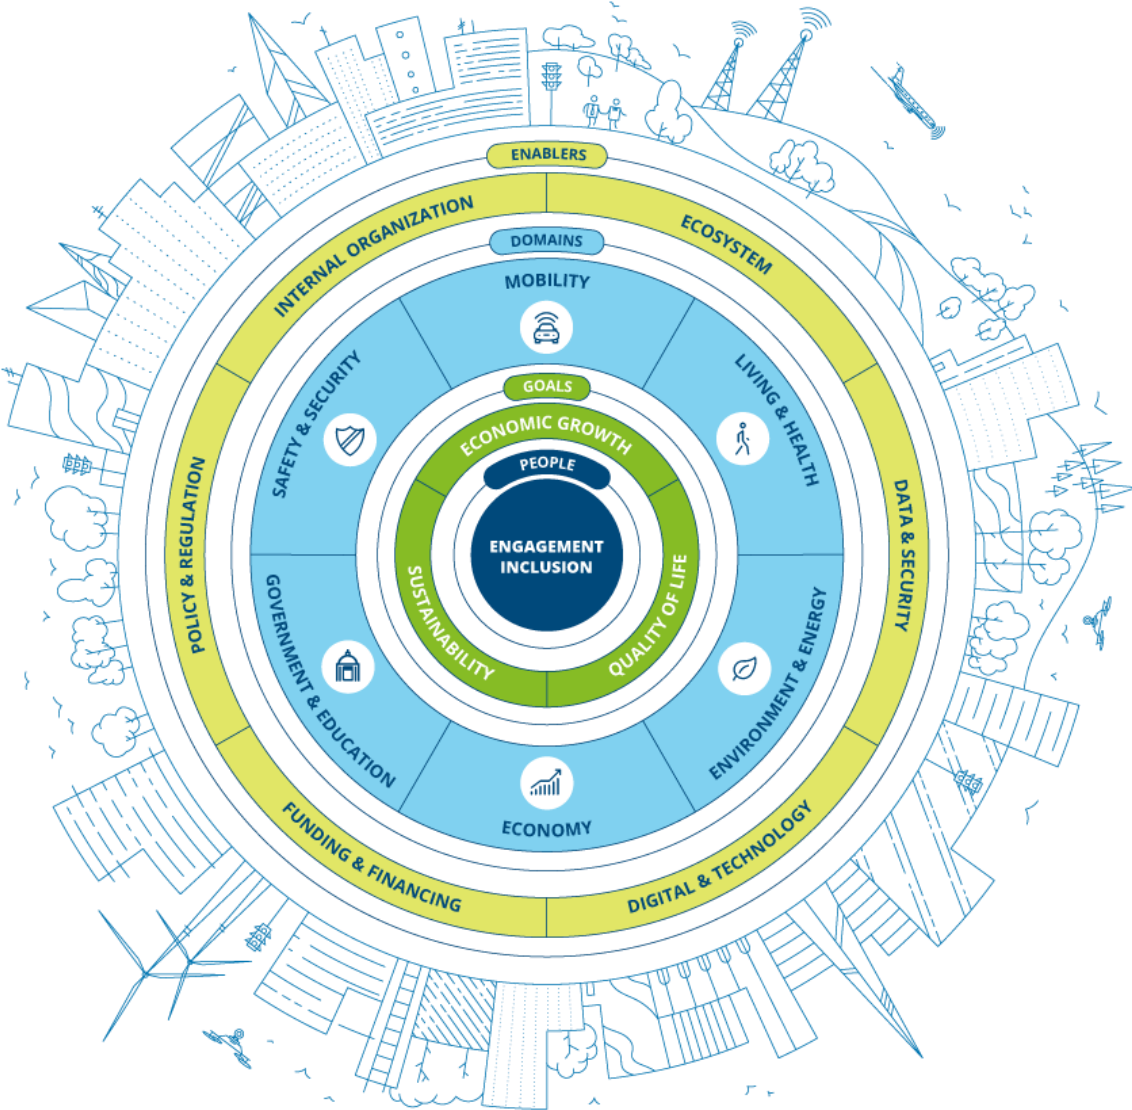 ENABLERS
INTERNAL ORGANIZATION
ECOSYSTEM
DATA & SECURITY
DIGITAL & TECHNOLOGY
FUNDING & FINANCING
POLICY & REGULATION
DOMAINS
MOBILITY
LIVING & HEALTH
ENVIRONMENT & ENERGY
ECONOMY
GOVERNMENT & EDUCATION
SAFETY & SECURITY
GOALS
ECONOMIC GROWTH
QUALITY OF LIFE
SUSTAINABILITY
PEOPLE
ENGAGEMENT
INCLUSION